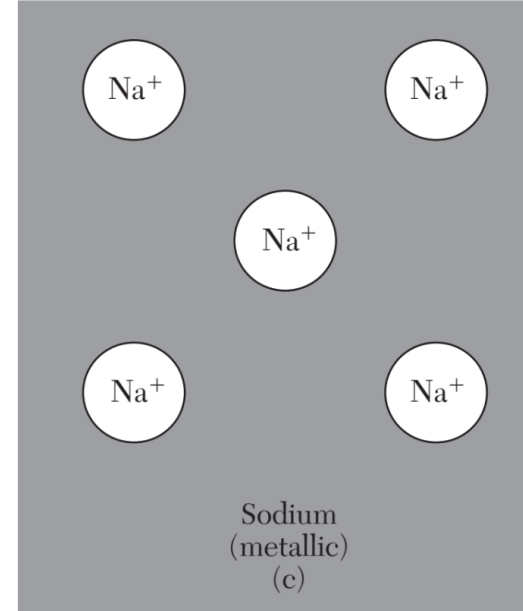 Na⁺ Na⁺
Na⁺
Na⁺ Na⁺
Sodium
(metallic)
(c)